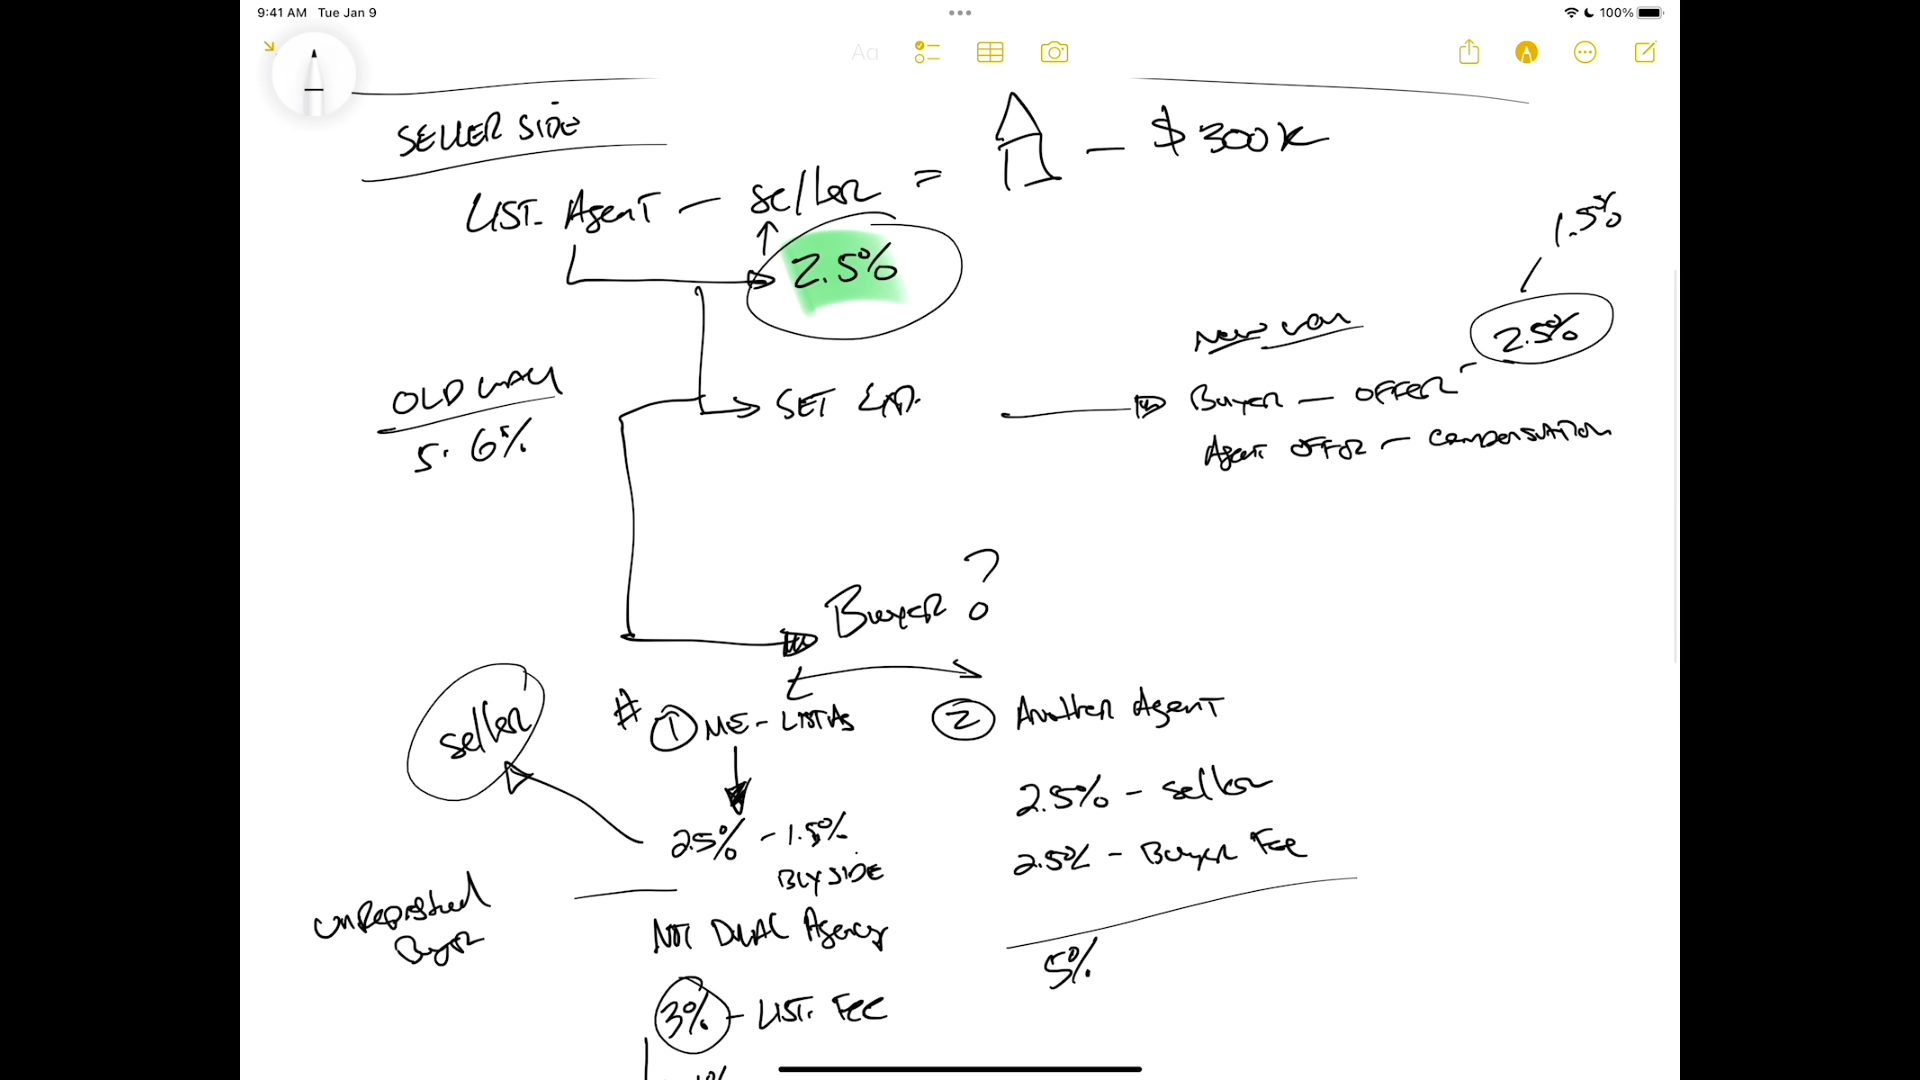 9:41 AM Tue Jan 9
100%
Aa
SELLER SIDE
LIST. Agent - seller = - $300K
2.5%
1.5%
2.5%
OLD WAY
5. 6%
SET EXP.
New way
Buyer - OFFER
Agent OFFER - compensation
Buyer?
seller
# 1 ME - LIST AS
2 Another Agent
2.5% - 1.5%
BUY SIDE
2.5% - seller
2.5% - Buyer Fee
5%
unRepresented
Buyer
NOT DUAL Agency
3% - LIST. FEE